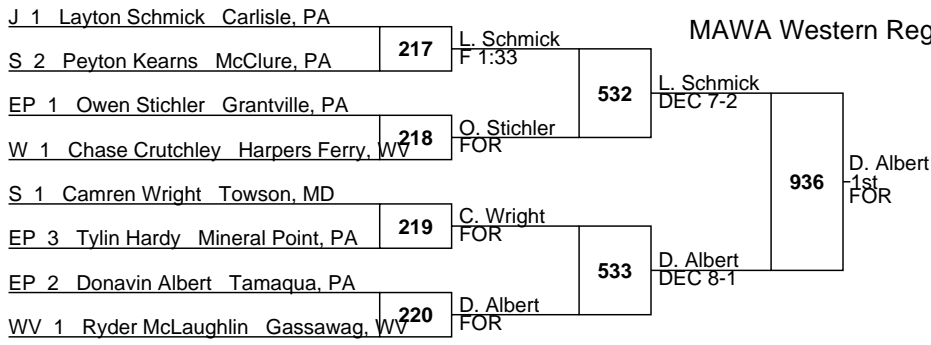 MAWA Western Reg
J 1 Layton Schmick Carlisle, PA
217
L. Schmick
F 1:33
S 2 Peyton Kearns McClure, PA
532
L. Schmick
DEC 7-2
EP 1 Owen Stichler Grantville, PA
218
O. Stichler
FOR
W 1 Chase Crutchley Harpers Ferry, WV
936
D. Albert
1st
FOR
S 1 Camren Wright Towson, MD
219
C. Wright
FOR
EP 3 Tylin Hardy Mineral Point, PA
533
D. Albert
DEC 8-1
EP 2 Donavin Albert Tamaqua, PA
220
D. Albert
FOR
WV 1 Ryder McLaughlin Gassawag, WV